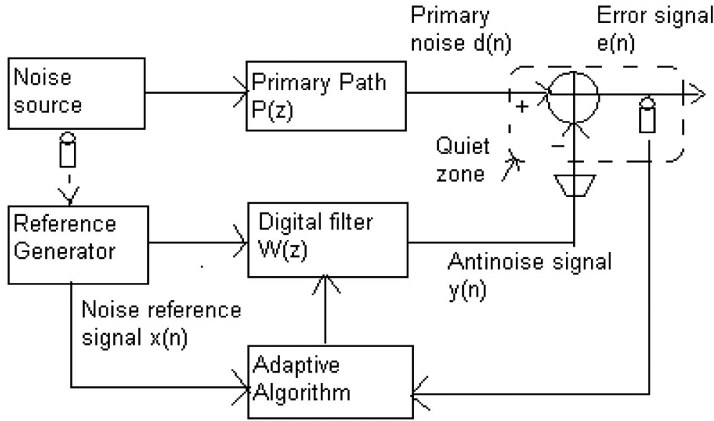 Primary
noise d(n)
Error signal
e(n)
Noise
source
Primary Path
P(z)
+
−
Quiet
zone
Reference
Generator
Digital filter
W(z)
Antinoise signal
y(n)
Noise reference
signal x(n)
Adaptive
Algorithm